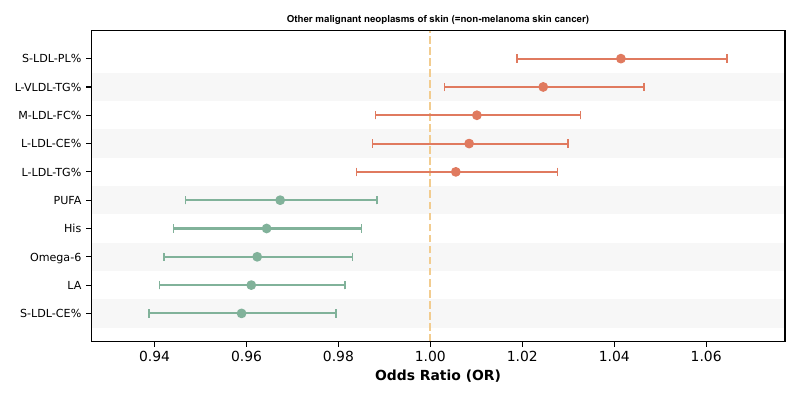 Other malignant neoplasms of skin (=non-melanoma skin cancer)
S-LDL-PL%
L-VLDL-TG%
M-LDL-FC%
L-LDL-CE%
L-LDL-TG%
PUFA
His
Omega-6
LA
S-LDL-CE%
0.94 0.96 0.98 1.00 1.02 1.04 1.06
Odds Ratio (OR)